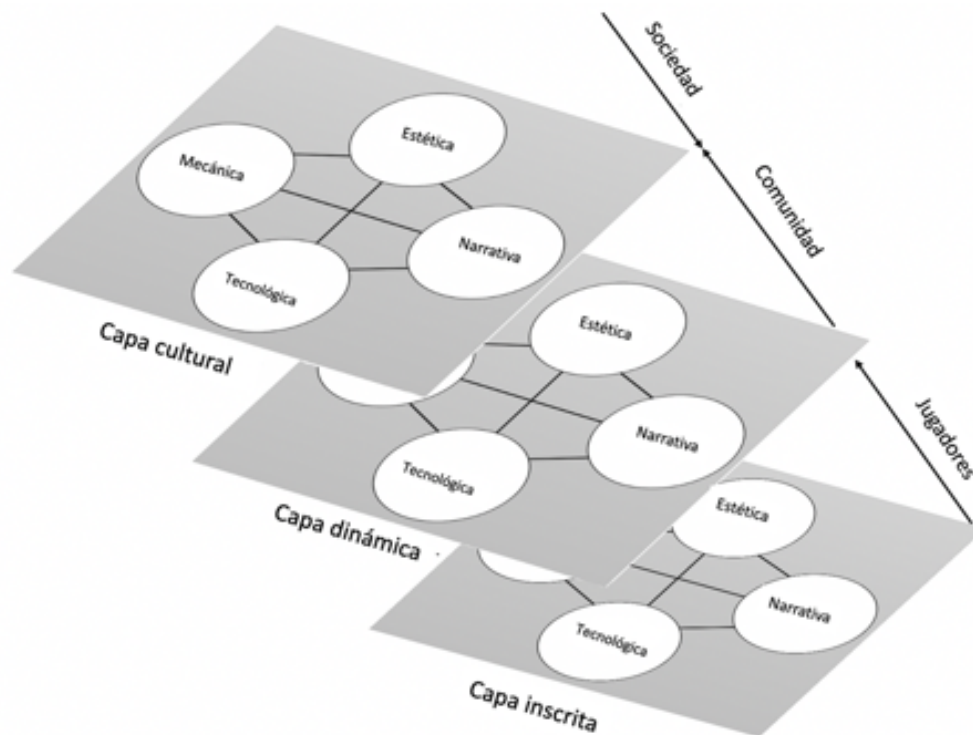 Sociedad
Estética
Mecánica
Comunidad
Narrativa
Tecnológica
Estética
Capa cultural
Jugadores
Narrativa
Tecnológica
Estética
Capa dinámica
Narrativa
Tecnológica
Capa inscrita